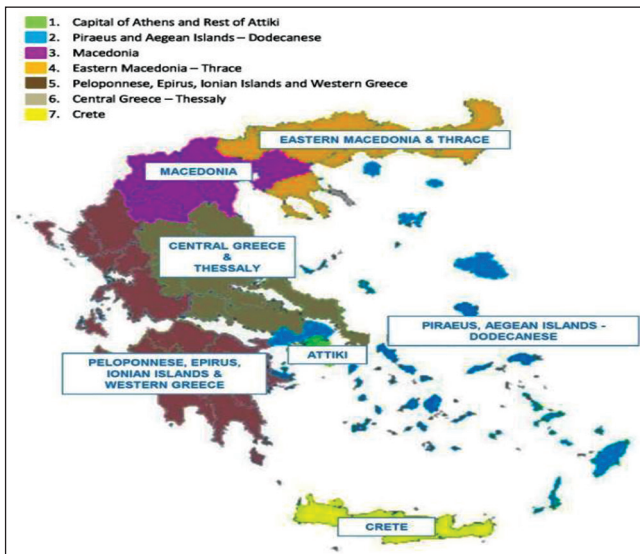 1. Capital of Athens and Rest of Attiki
2. Piraeus and Aegean Islands – Dodecanese
3. Macedonia
4. Eastern Macedonia – Thrace
5. Peloponnese, Epirus, Ionian Islands and Western Greece
6. Central Greece – Thessaly
7. Crete
EASTERN MACEDONIA & THRACE
MACEDONIA
CENTRAL GREECE
&
THESSALY
PIRAEUS, AEGEAN ISLANDS -
DODECANESE
ATTIKI
PELOPONNESE, EPIRUS,
IONIAN ISLANDS &
WESTERN GREECE
CRETE